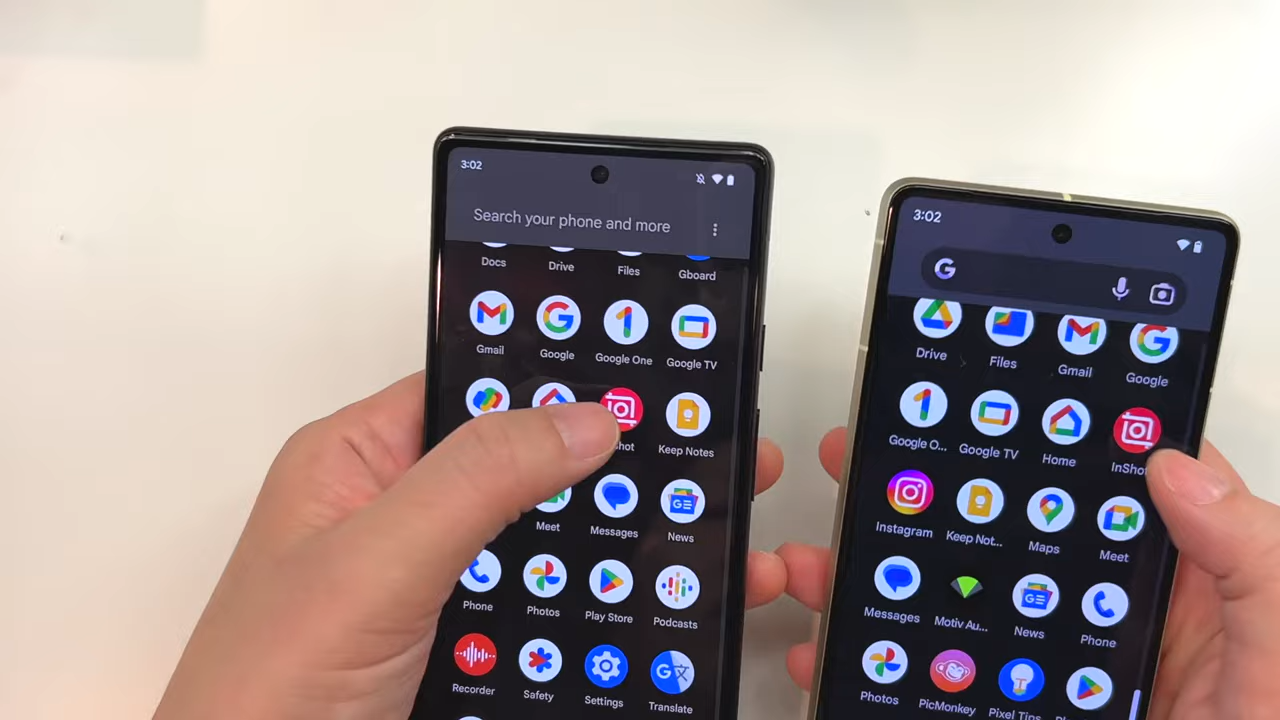 3:02
Search your phone and more
Docs Drive Files Gboard
Gmail Google Google One Google TV
Keep Notes
Meet Messages News
Phone Photos Play Store Podcasts
Recorder Safety Settings Translate
3:02
Drive Files Gmail Google
Google O... Google TV Home InSho
Instagram Keep Not... Maps Meet
Messages Motiv Au... News Phone
Photos PicMonkey Pixel Tips